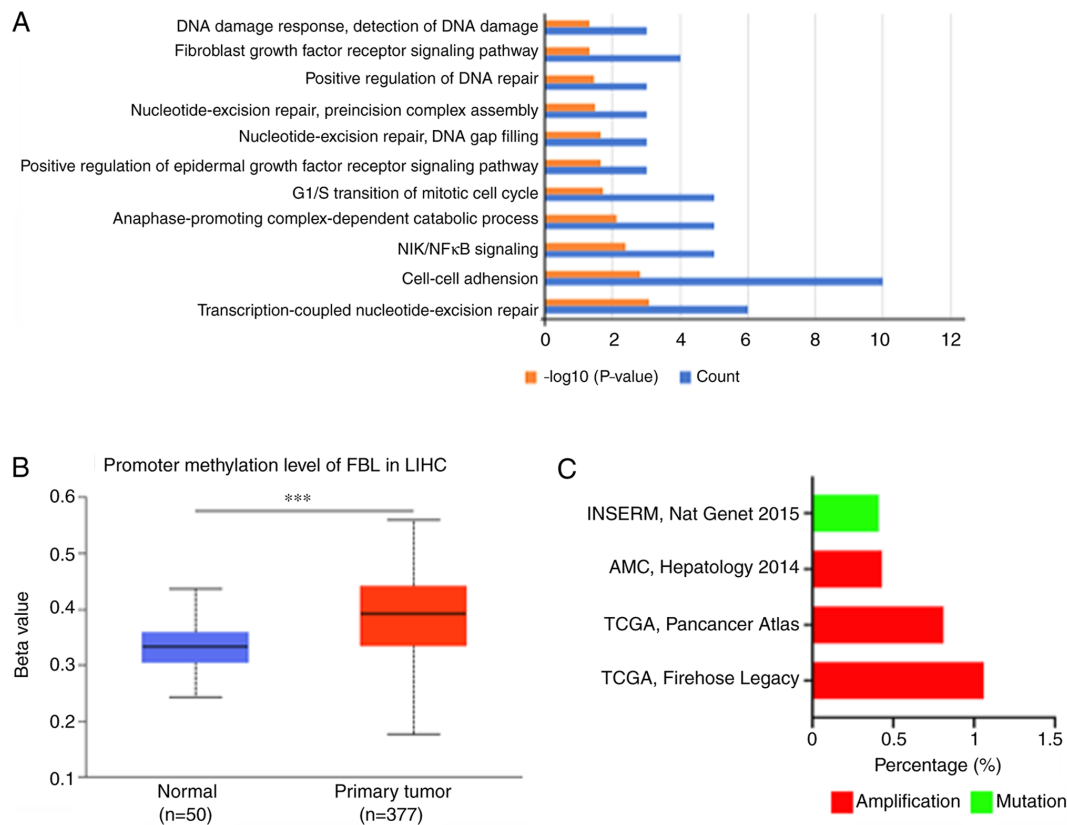 A
DNA damage response, detection of DNA damage
Fibroblast growth factor receptor signaling pathway
Positive regulation of DNA repair
Nucleotide-excision repair, preincision complex assembly
Nucleotide-excision repair, DNA gap filling
Positive regulation of epidermal growth factor receptor signaling pathway
G1/S transition of mitotic cell cycle
Anaphase-promoting complex-dependent catabolic process
NIK/NFκB signaling
Cell-cell adhension
Transcription-coupled nucleotide-excision repair
0 2 4 6 8 10 12
-log10 (P-value) Count
B
Promoter methylation level of FBL in LIHC
***
0.6
0.5
0.4
0.3
0.2
0.1
Beta value
Normal
(n=50)
Primary tumor
(n=377)
C
INSERM, Nat Genet 2015
AMC, Hepatology 2014
TCGA, Pancancer Atlas
TCGA, Firehose Legacy
0 0.5 1 1.5
Percentage (%)
Amplification Mutation